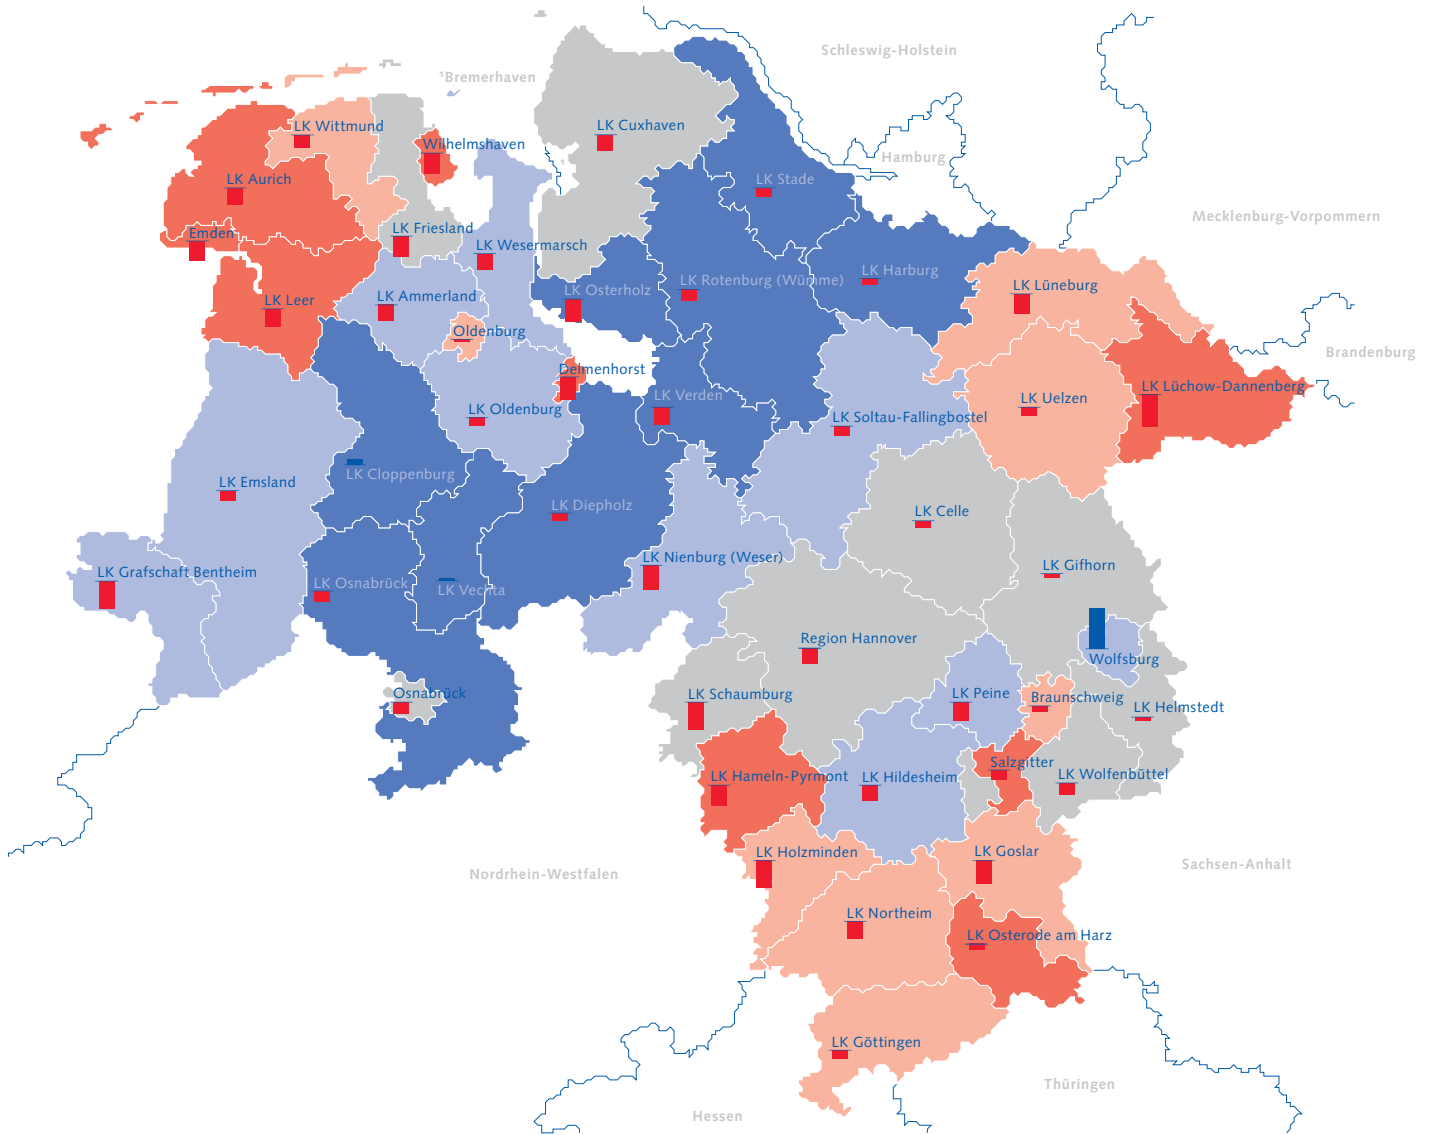 Schleswig-Holstein
¹Bremerhaven
LK Wittmund
LK Cuxhaven
Wilhelmshaven
Hamburg
1
LK Aurich
LK Stade
Mecklenburg-Vorpommern
Emden
LK Friesland
LK Wesermarsch
LK Harburg
LK Rotenburg (Wümme)
LK Lüneburg
LK Osterholz
LK Leer
LK Ammerland
Oldenburg
Brandenburg
Delmenhorst
LK Lüchow-Dannenberg
LK Verden
LK Uelzen
LK Oldenburg
LK Soltau-Fallingbostel
LK Cloppenburg
LK Emsland
LK Diepholz
LK Celle
LK Nienburg (Weser)
LK Gifhorn
LK Grafschaft Bentheim
LK Osnabrück
LK Vechta
Region Hannover
Wolfsburg
Osnabrück
LK Schaumburg
LK Peine
Braunschweig
LK Helmstedt
Salzgitter
LK Hameln-Pyrmont
LK Hildesheim
LK Wolfenbüttel
LK Holzminden
LK Goslar
Sachsen-Anhalt
Nordrhein-Westfalen
LK Northeim
LK Osterode am Harz
LK Göttingen
Thüringen
Hessen